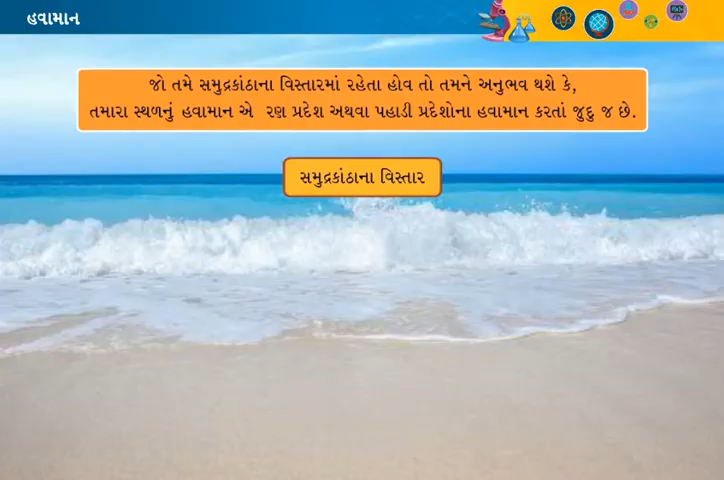 હવામાન
જો તમે સમુદ્રકાંઠાના વિસ્તારમાં રહેતા હોવ તો તમને અનુભવ થશે કે,
તમારા સ્થળનું હવામાન એ રણ પ્રદેશ અથવા પહાડી પ્રદેશોના હવામાન કરતાં જુદુ જ છે.
સમુદ્રકાંઠાના વિસ્તાર